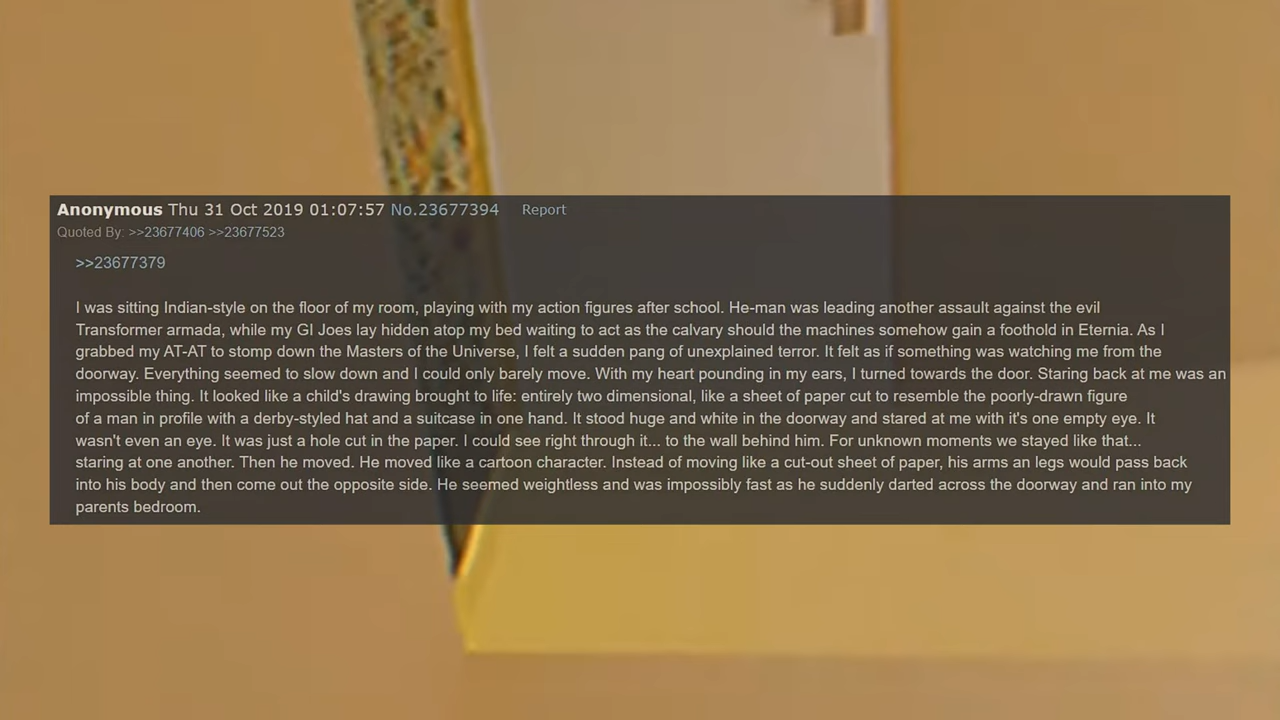 Anonymous Thu 31 Oct 2019 01:07:57 No.23677394 Report
Quoted By: >>23677406 >>23677523
>>23677379
I was sitting Indian-style on the floor of my room, playing with my action figures after school. He-man was leading another assault against the evil
Transformer armada, while my GI Joes lay hidden atop my bed waiting to act as the calvary should the machines somehow gain a foothold in Eternia. As I
grabbed my AT-AT to stomp down the Masters of the Universe, I felt a sudden pang of unexplained terror. It felt as if something was watching me from the
doorway. Everything seemed to slow down and I could only barely move. With my heart pounding in my ears, I turned towards the door. Staring back at me was an
impossible thing. It looked like a child's drawing brought to life: entirely two dimensional, like a sheet of paper cut to resemble the poorly-drawn figure
of a man in profile with a derby-styled hat and a suitcase in one hand. It stood huge and white in the doorway and stared at me with it's one empty eye. It
wasn't even an eye. It was just a hole cut in the paper. I could see right through it... to the wall behind him. For unknown moments we stayed like that...
staring at one another. Then he moved. He moved like a cartoon character. Instead of moving like a cut-out sheet of paper, his arms an legs would pass back
into his body and then come out the opposite side. He seemed weightless and was impossibly fast as he suddenly darted across the doorway and ran into my
parents bedroom.